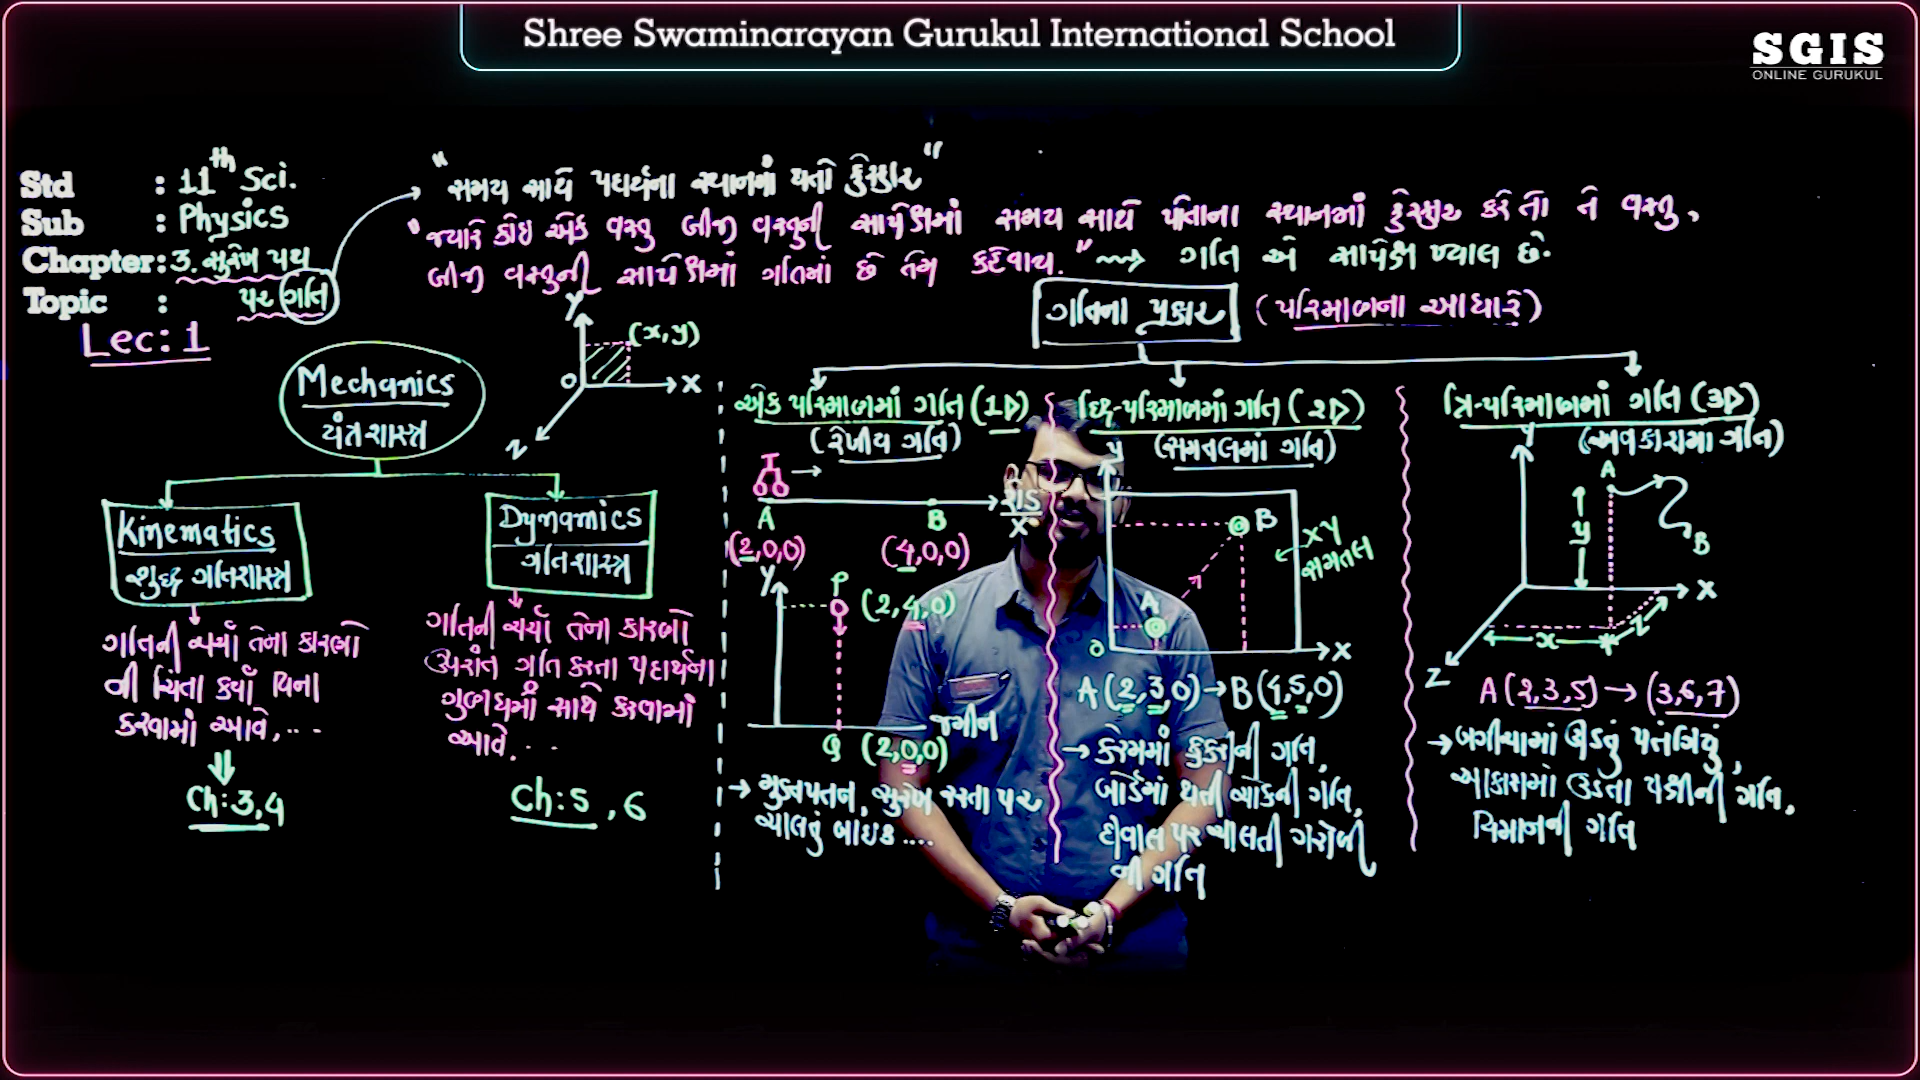 Shree Swaminarayan Gurukul International School
SGIS
ONLINE GURUKUL
Std : 11th Sci.
Sub : Physics
Chapter : 3. સુરેખ પથ
Topic : પર ગતિ
Lec: 1
"સમય સાથે પદાર્થના સ્થાનમાં થતો ફેરફાર"
"જ્યારે કોઇ એક વસ્તુ બીજી વસ્તુની સાપેક્ષમાં સમય સાથે પોતાના સ્થાનમાં ફેરફાર કરે તો તે વસ્તુ,
બીજી વસ્તુની સાપેક્ષમાં ગતિમાં છે તેમ કહેવાય." ⟿ ગતિ એ સાપેક્ષ ખ્યાલ છે.
Mechanics
યંત્રશાસ્ત્ર
Y
(x,y)
O
X
Z
Kinematics
શુદ્ધ ગતિશાસ્ત્ર
ગતિની ચર્ચા તેના કારણો
ની ચિંતા કર્યા વિના
કરવામાં આવે,...
Ch: 3,4
Dynamics
ગતિશાસ્ત્ર
ગતિની ચર્ચા તેના કારણો
ઉપરાંત ગતિ કરતા પદાર્થના
ગુણધર્મો સાથે કરવામાં
આવે. ...
Ch: 5, 6
ગતિના પ્રકાર (પરિમાણના આધારે)
એક પરિમાણમાં ગતિ (1D)
(રેખીય ગતિ)
→
A B રોડ
X
(2,0,0) (4,0,0)
Y
P (2,4,0)
જમીન
Q (2,0,0)
→ મુક્તપતન, સુરેખ રસ્તા પર
ચાલતું બાઇક ....
દ્વિ-પરિમાણમાં ગતિ (2D)
(સમતલમાં ગતિ)
Y
B
XY
સમતલ
A
O X
A (2,3,0) → B (4,5,0)
→ કેરમમાં કુકરીની ગતિ,
બોર્ડમાં થતી ચોકની ગતિ,
દીવાલ પર ચાલતી ગરોળી
ની ગતિ
ત્રિ-પરિમાણમાં ગતિ (3D)
(અવકાશમાં ગતિ)
Y
A
y
B
X
x z
Z
A (2,3,5) → (3,6,7)
→ બગીચામાં ઊડતું પતંગિયું,
આકાશમાં ઉડતા પક્ષીની ગતિ,
વિમાનની ગતિ